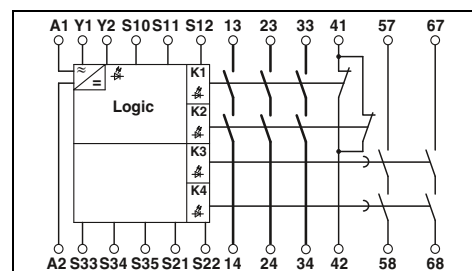 A1 Y1 Y2 S10 S11 S12 13 23 33 41 57 67
≈
=
K1
Logic
K2
K3
K4
A2 S33 S34 S35 S21 S22 14 24 34 42 58 68